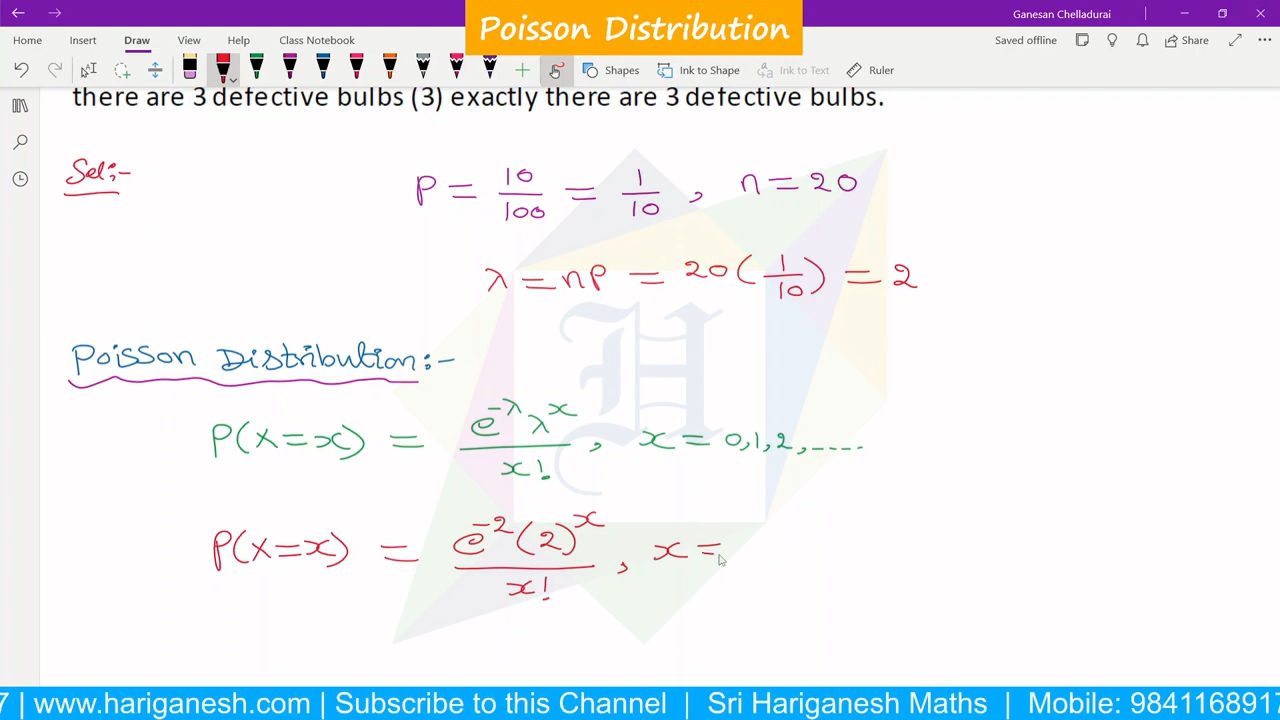 Poisson Distribution
Ganesan Chelladurai
Home Insert Draw View Help Class Notebook
Saved offline Share
Shapes Ink to Shape Ink to Text Ruler
there are 3 defective bulbs (3) exactly there are 3 defective bulbs.
Sol:-
P = 10/100 = 1/10 , n = 20
λ = np = 20(1/10) = 2
Poisson Distribution:-
P(X=x) = e^-λ λ^x / x! , x = 0,1,2,....
P(X=x) = e^-2 (2)^x / x! , x =
H
7 | www.hariganesh.com | Subscribe to this Channel | Sri Hariganesh Maths | Mobile: 9841168917